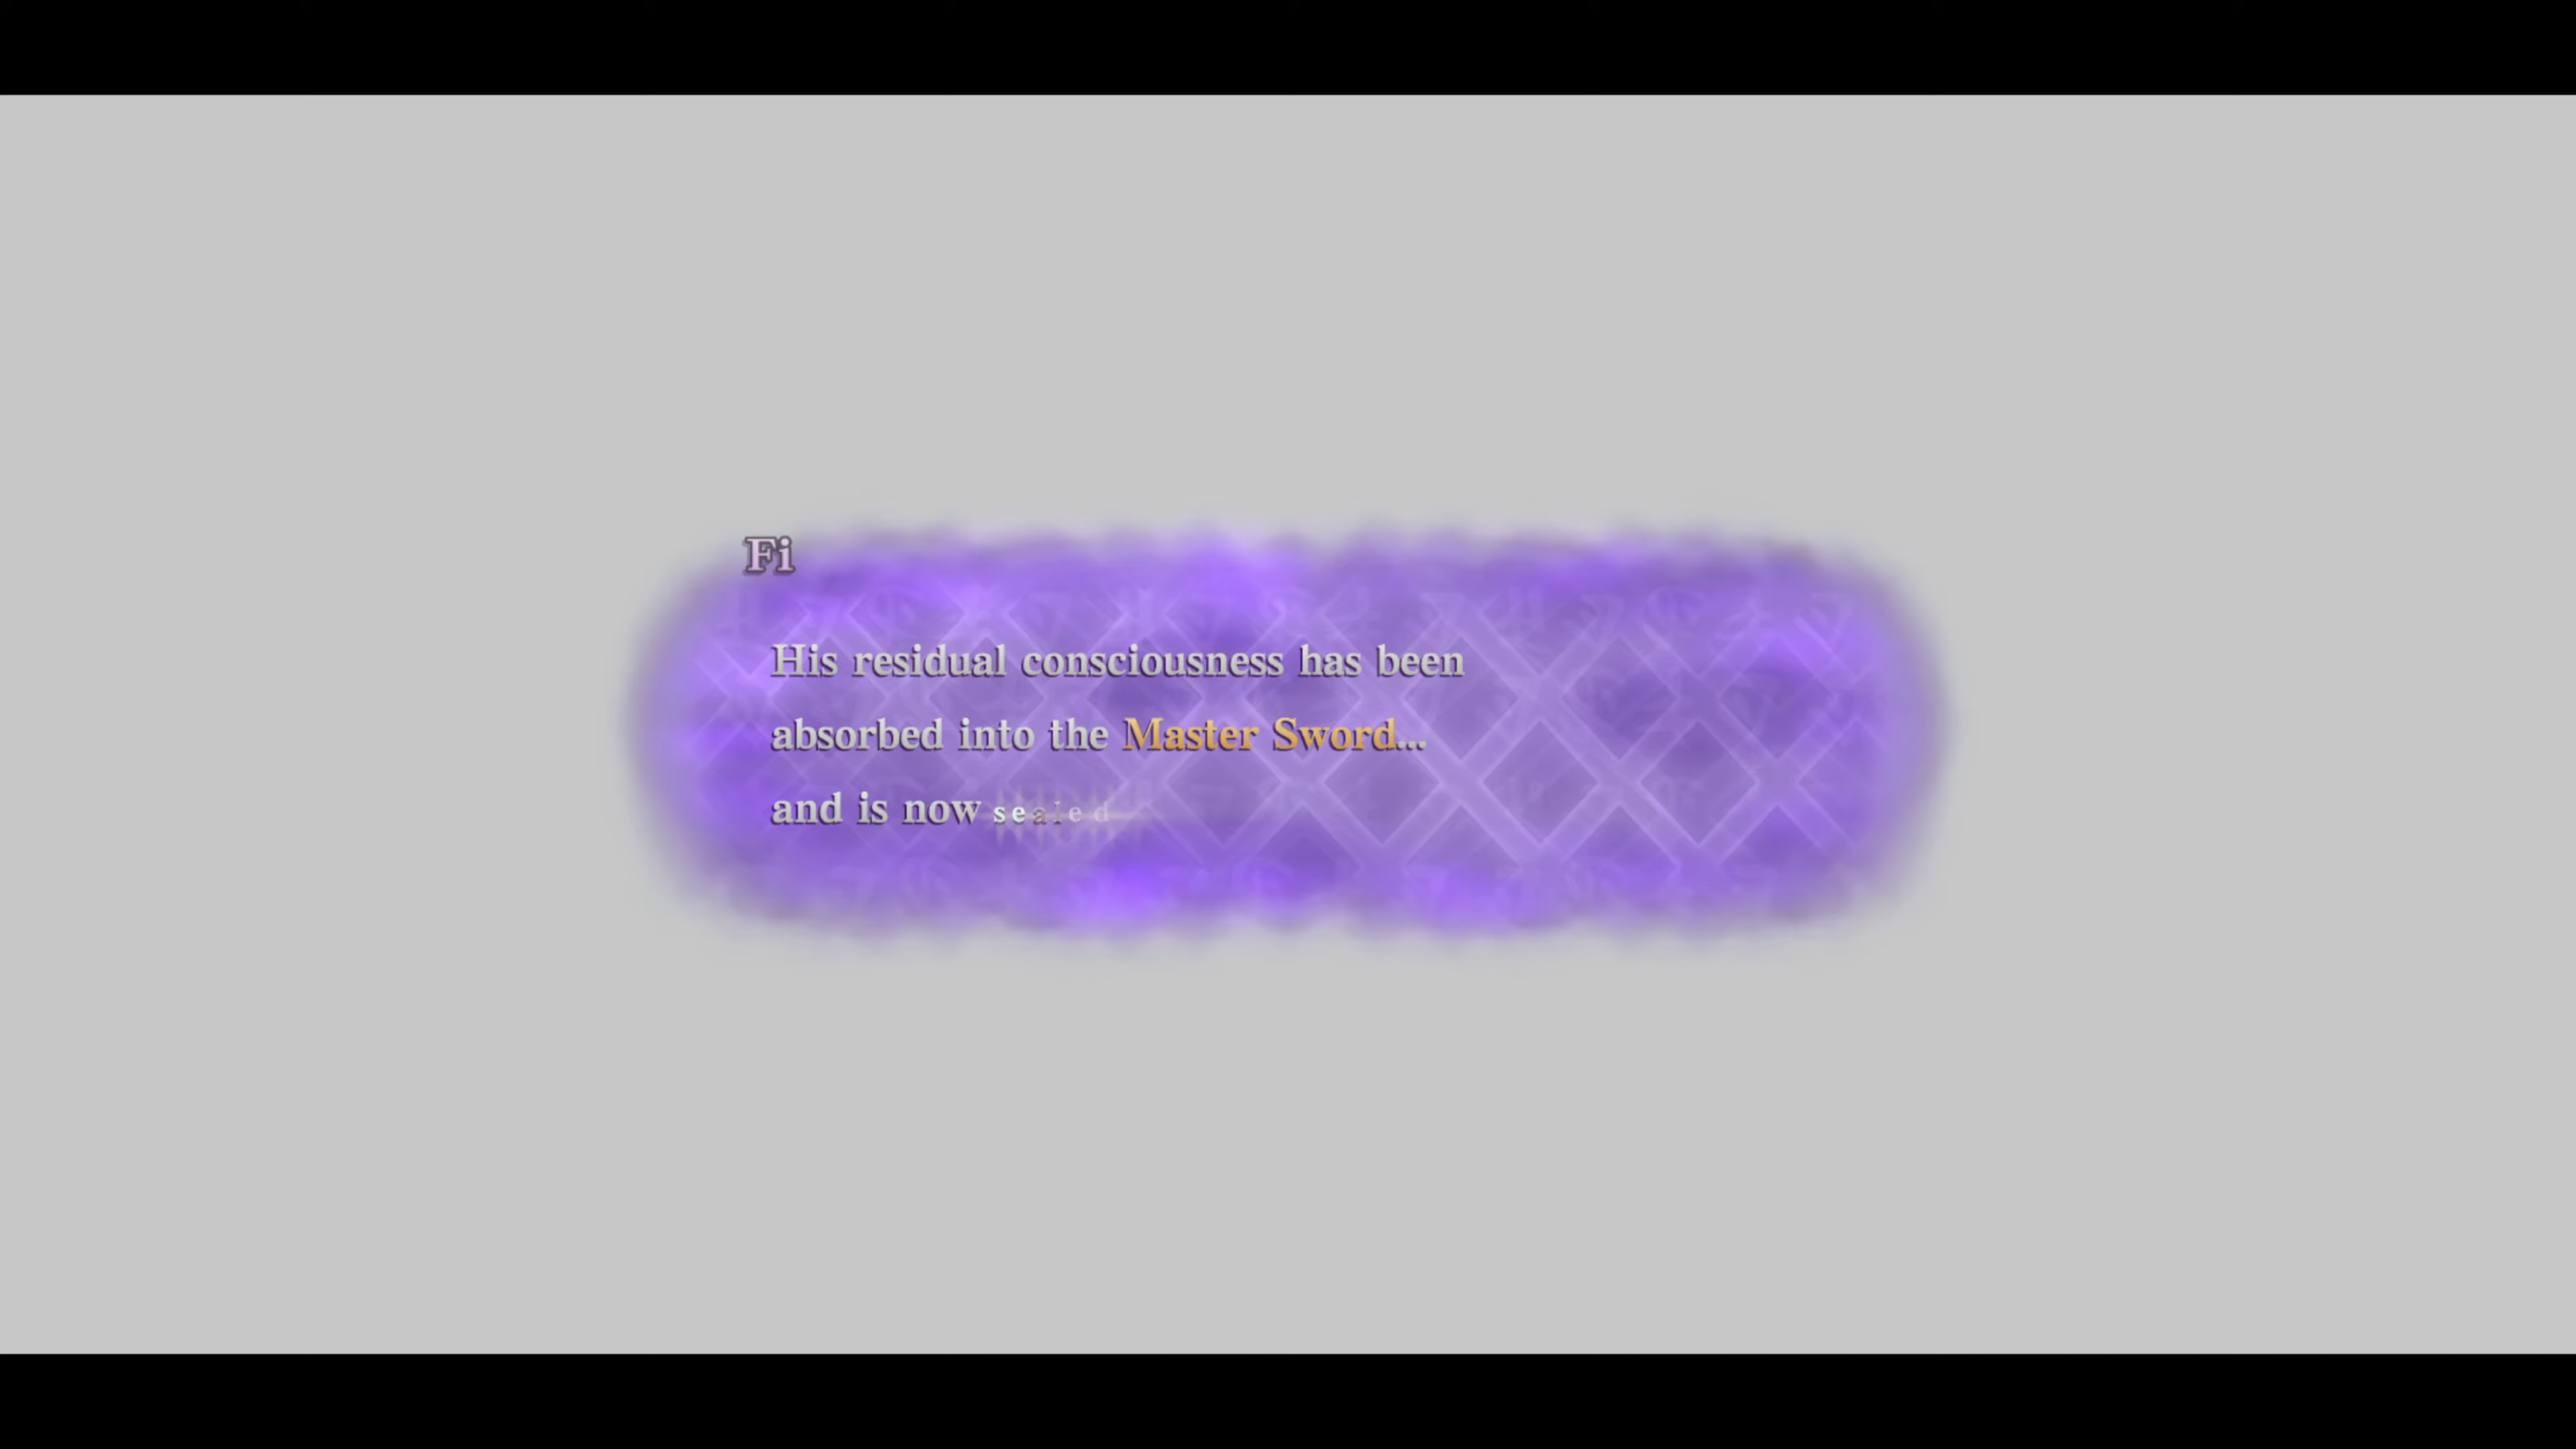 Fi
His residual consciousness has been
absorbed into the Master Sword...
and is now sealed